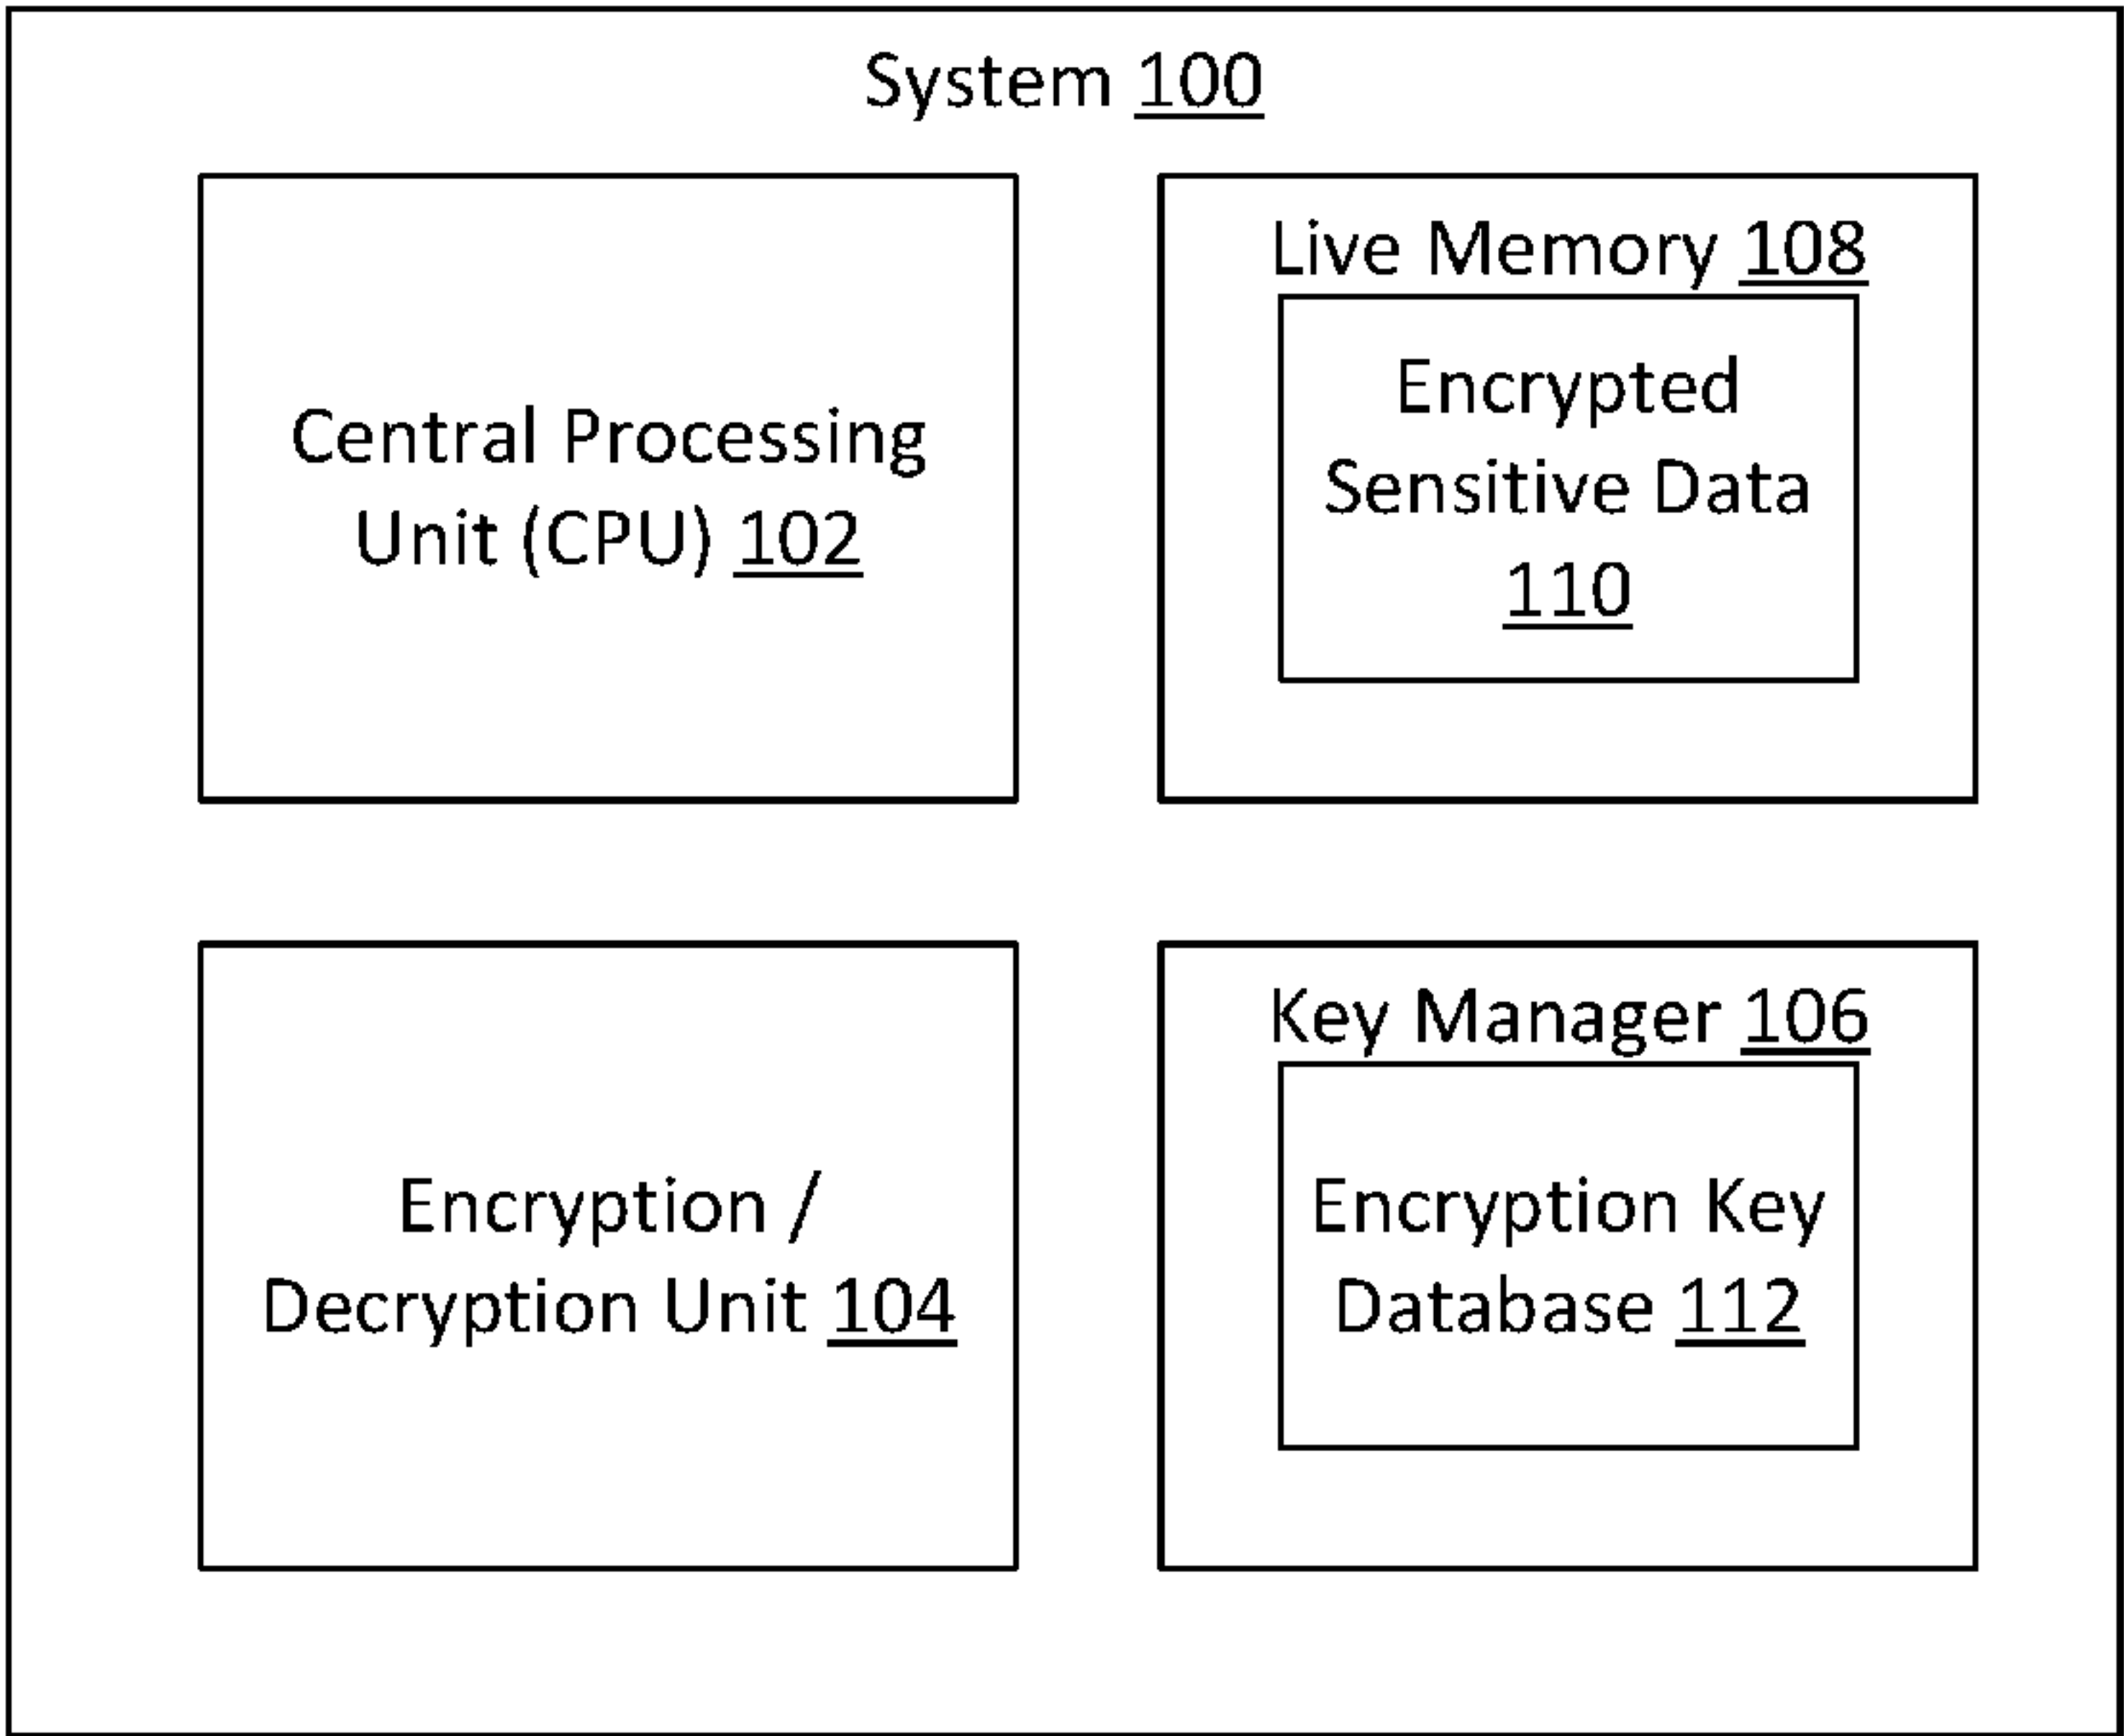 System 100
Central Processing
Unit (CPU) 102
Live Memory 108
Encrypted
Sensitive Data
110
Encryption /
Decryption Unit 104
Key Manager 106
Encryption Key
Database 112